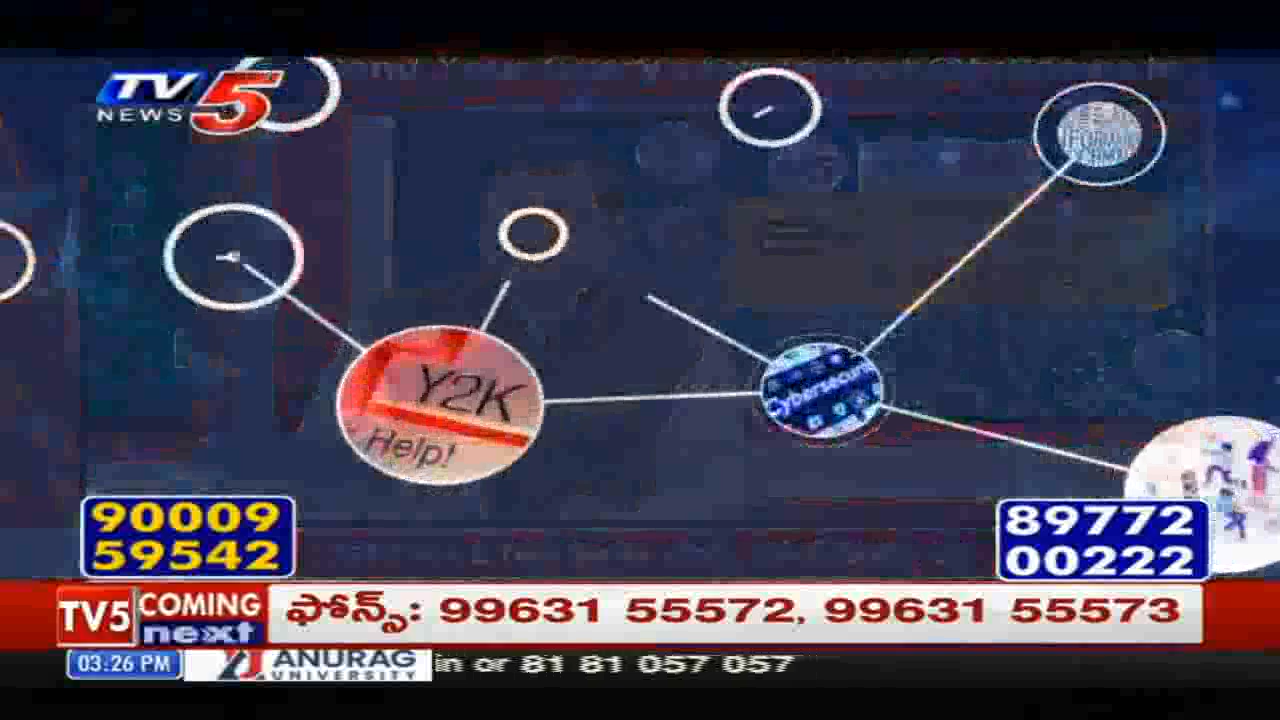 TV5
NEWS
Y2K
Help!
Cybersecurity
90009
59542
89772
00222
TV5 COMING
next
ఫోన్స్: 99631 55572, 99631 55573
03:26 PM
ANURAG
UNIVERSITY
in or 81 81 057 057